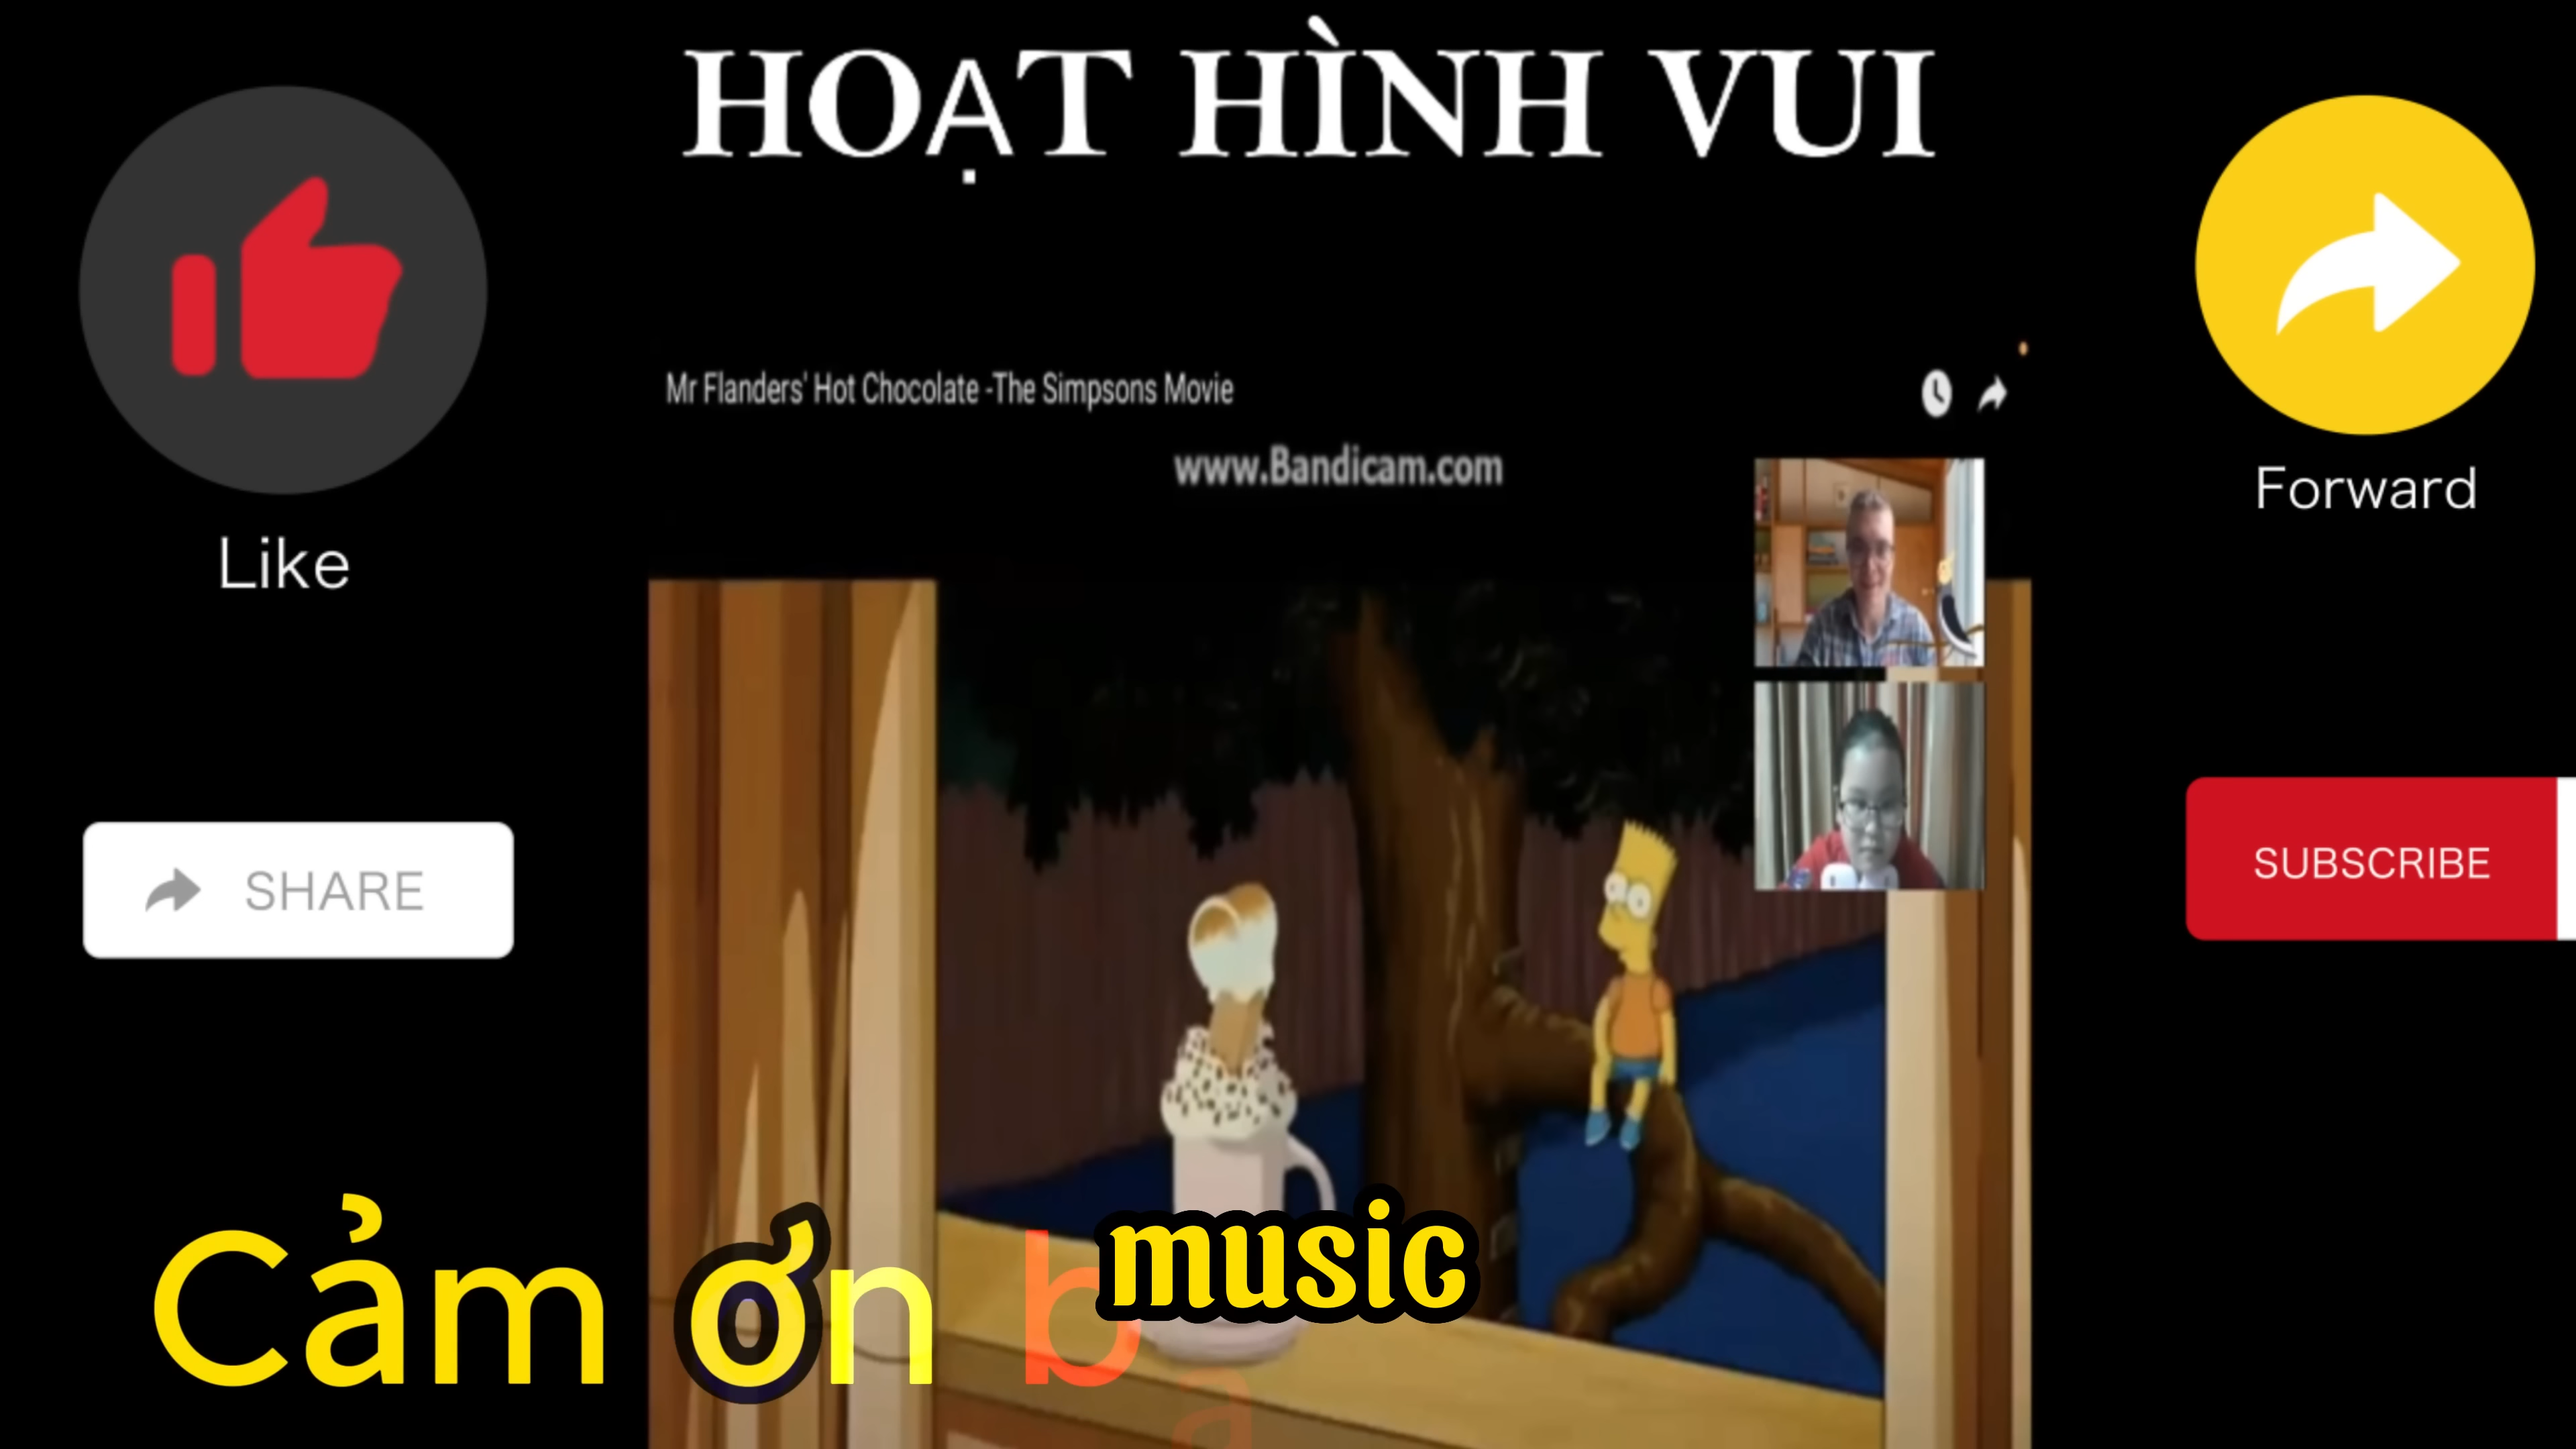 HOẠT HÌNH VUI
Like
Forward
Mr Flanders' Hot Chocolate -The Simpsons Movie
www.Bandicam.com
SHARE
SUBSCRIBE
Cảm ơn b
a
music